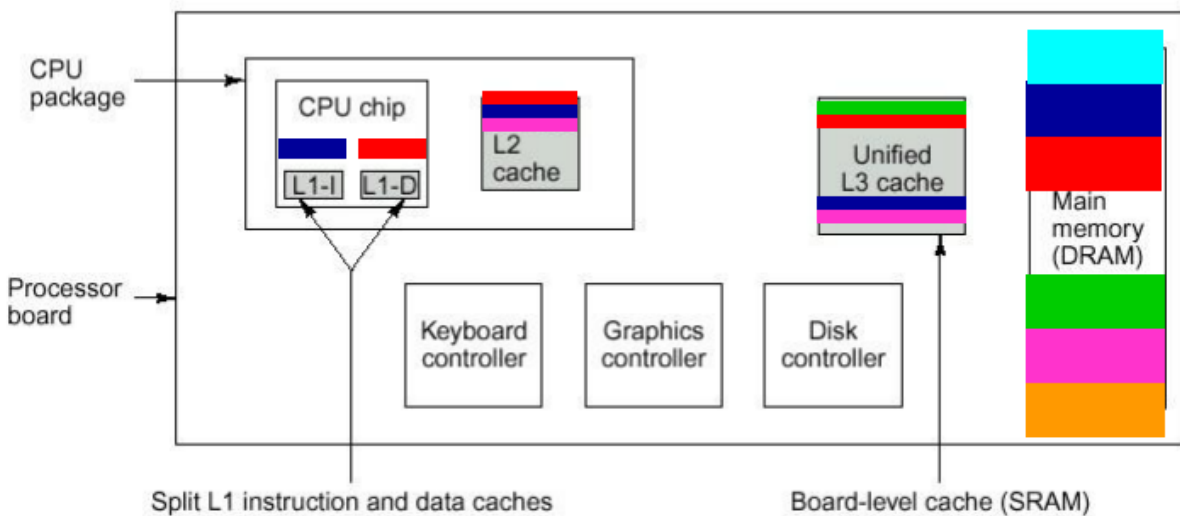 CPU
package
CPU chip
L1-I
L1-D
L2
cache
Unified
L3 cache
Main
memory
(DRAM)
Processor
board
Keyboard
controller
Graphics
controller
Disk
controller
Split L1 instruction and data caches
Board-level cache (SRAM)